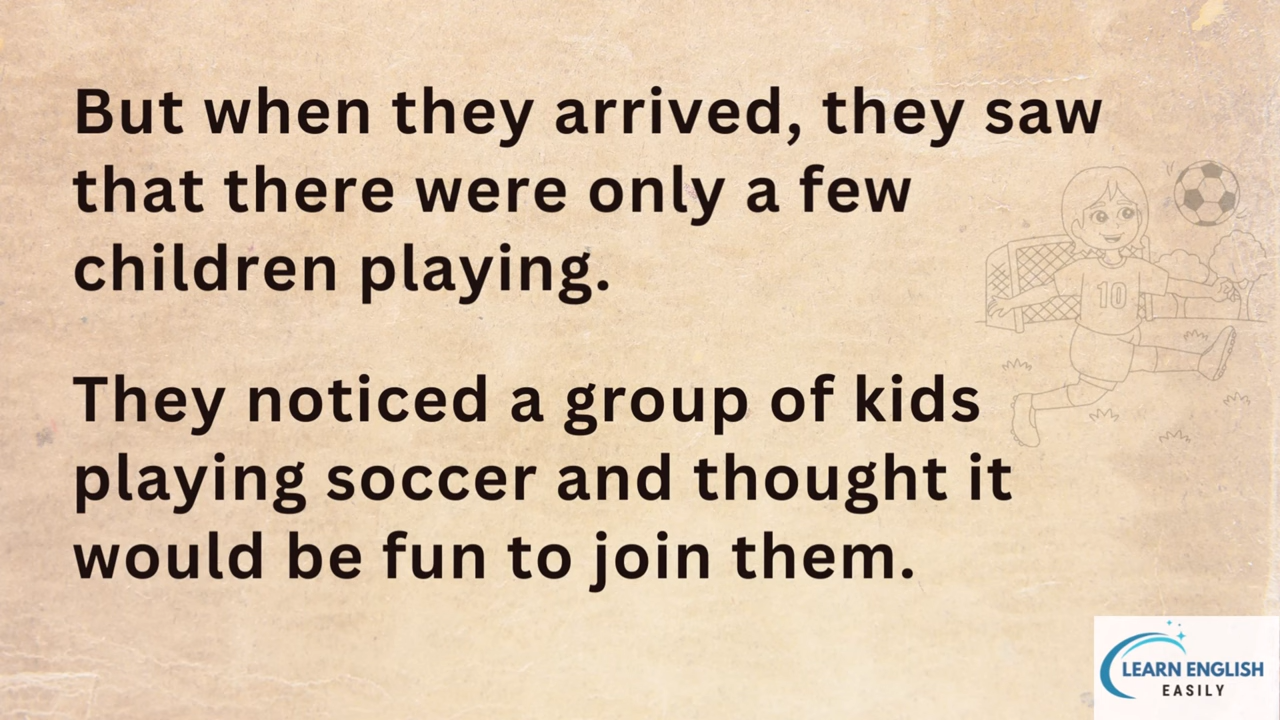 But when they arrived, they saw
that there were only a few
children playing.
They noticed a group of kids
playing soccer and thought it
would be fun to join them.
10
LEARN ENGLISH
EASILY